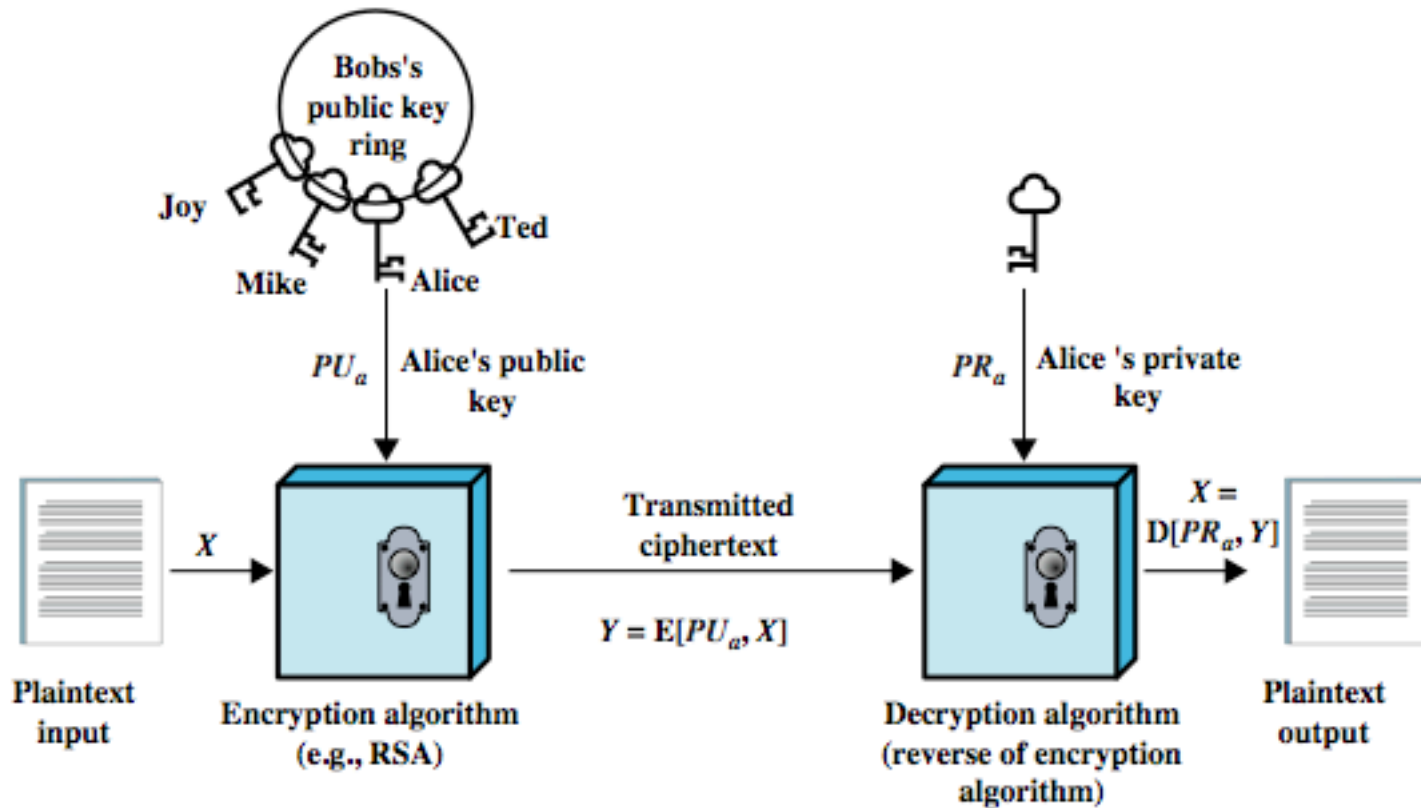 Bobs's
public key
ring
Joy
Ted
Mike
Alice
PUₐ
Alice's public
key
PRₐ
Alice 's private
key
X
Transmitted
ciphertext
X =
D[PRₐ, Y]
Y = E[PUₐ, X]
Plaintext
input
Encryption algorithm
(e.g., RSA)
Decryption algorithm
(reverse of encryption
algorithm)
Plaintext
output